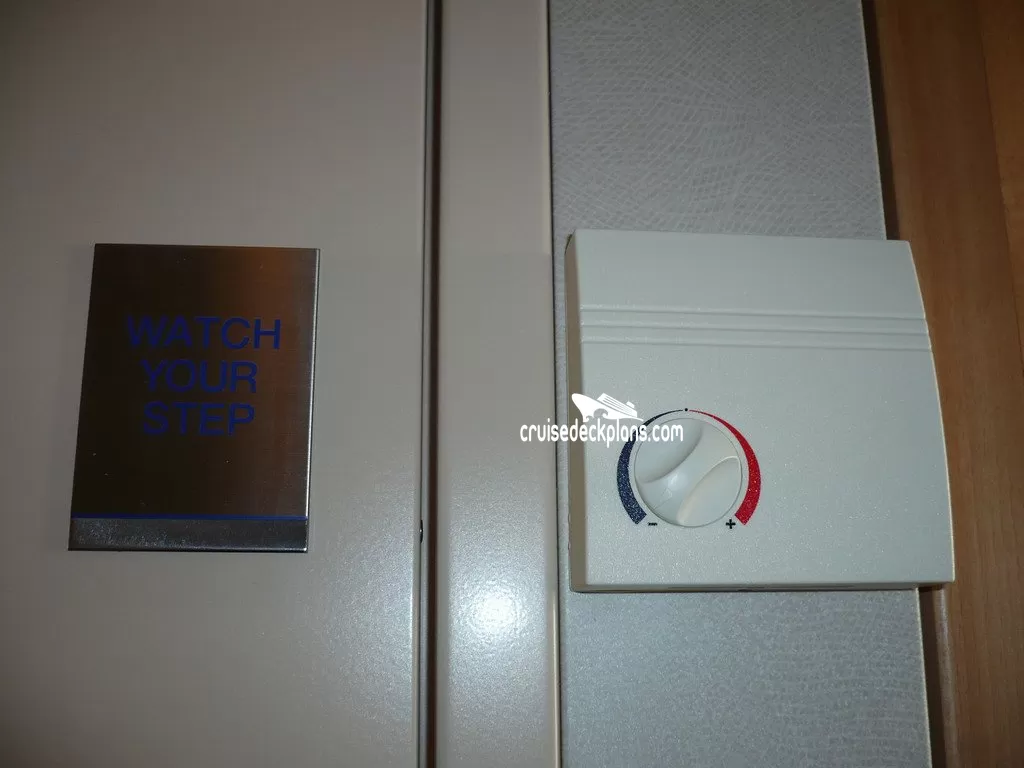 WATCH
YOUR
STEP
cruisedeckplans.com
- +